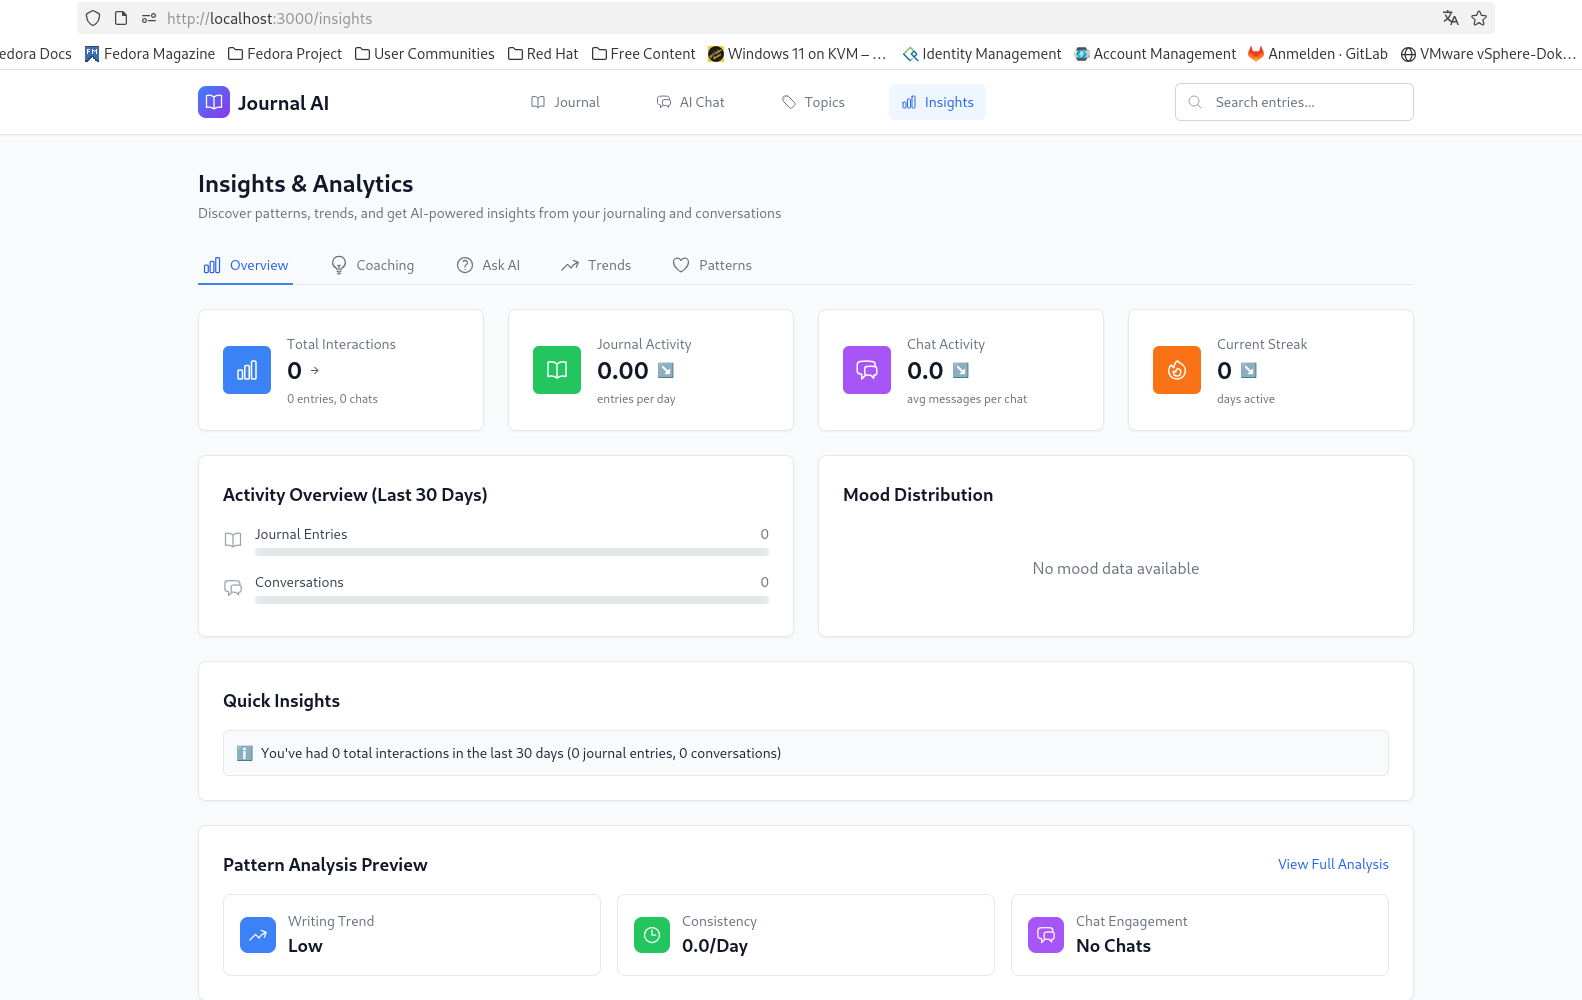 http://localhost:3000/insights
edora Docs Fedora Magazine Fedora Project User Communities Red Hat Free Content Windows 11 on KVM – … Identity Management Account Management Anmelden · GitLab VMware vSphere-Dok…
Journal AI Journal AI Chat Topics Insights Search entries...
Insights & Analytics
Discover patterns, trends, and get AI-powered insights from your journaling and conversations
Overview Coaching Ask AI Trends Patterns
Total Interactions
0 →
0 entries, 0 chats
Journal Activity
0.00 ↘
entries per day
Chat Activity
0.0 ↘
avg messages per chat
Current Streak
0 ↘
days active
Activity Overview (Last 30 Days)
Journal Entries 0
Conversations 0
Mood Distribution
No mood data available
Quick Insights
ℹ You've had 0 total interactions in the last 30 days (0 journal entries, 0 conversations)
Pattern Analysis Preview View Full Analysis
Writing Trend
Low
Consistency
0.0/Day
Chat Engagement
No Chats